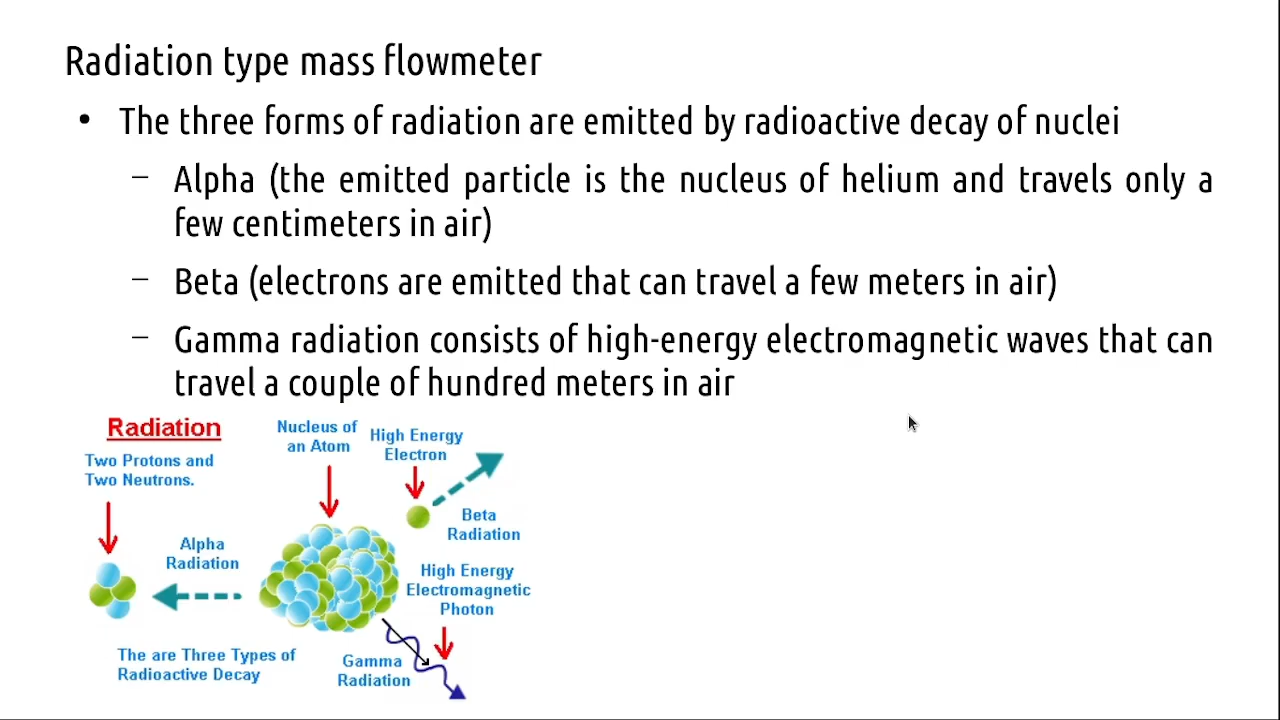 Radiation type mass flowmeter
• The three forms of radiation are emitted by radioactive decay of nuclei
– Alpha (the emitted particle is the nucleus of helium and travels only a
few centimeters in air)
– Beta (electrons are emitted that can travel a few meters in air)
– Gamma radiation consists of high-energy electromagnetic waves that can
travel a couple of hundred meters in air
Radiation
Two Protons and
Two Neutrons.
Nucleus of
an Atom
High Energy
Electron
Beta
Radiation
Alpha
Radiation
High Energy
Electromagnetic
Photon
The are Three Types of
Radioactive Decay
Gamma
Radiation